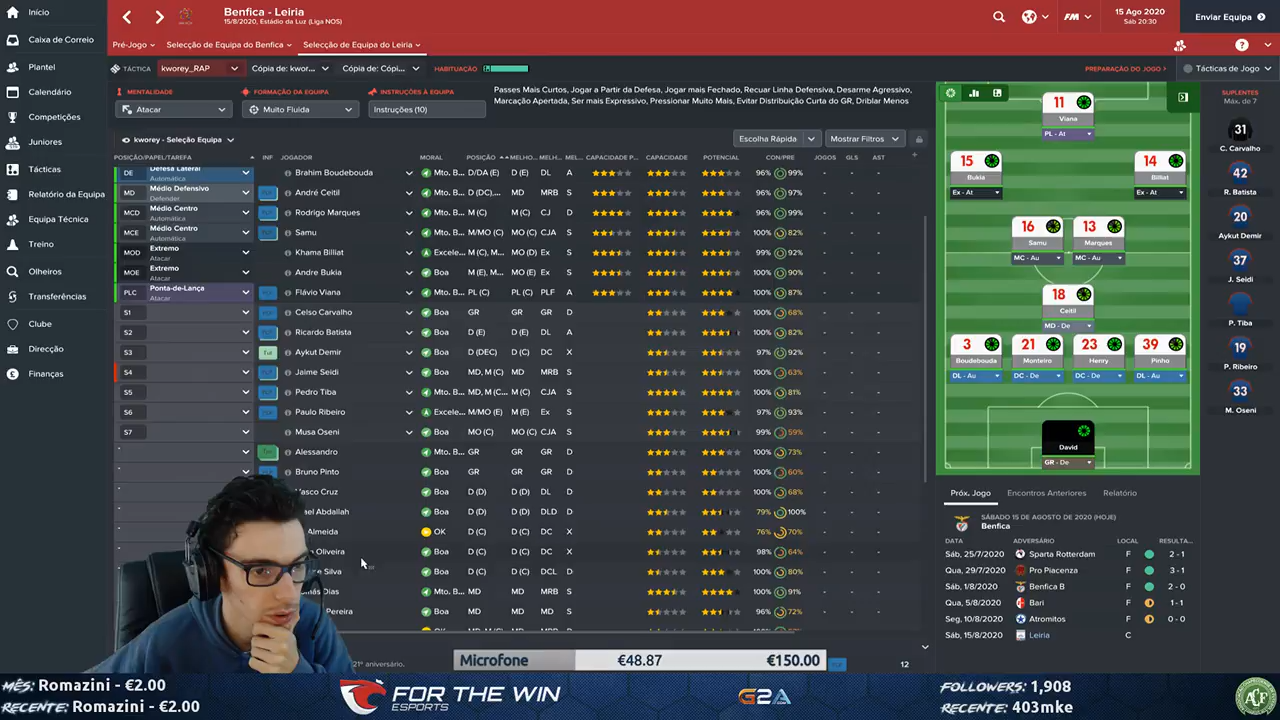 Início
Caixa de Correio
Plantel
Calendário
Competições
Juniores
Tácticas
Relatório da Equipa
Equipa Técnica
Treino
Olheiros
Transferências
Clube
Direcção
Finanças
Benfica - Leiria
15/8/2020, Estádio da Luz (Liga NOS)
FM
15 Ago 2020
Sáb 20:30
Enviar Equipa
Pré-Jogo
Selecção de Equipa do Benfica
Selecção de Equipa do Leiria
TÁCTICA kworey_RAP Cópia de: kwor... Cópia de: Cópi... HABITUAÇÃO
PREPARAÇÃO DO JOGO >
Tácticas de Jogo
MENTALIDADE FORMAÇÃO DA EQUIPA INSTRUÇÕES À EQUIPA
Atacar Muito Fluida Instruções (10)
Passes Mais Curtos, Jogar a Partir da Defesa, Jogar mais Fechado, Recuar Linha Defensiva, Desarme Agressivo,
Marcação Apertada, Ser mais Expressivo, Pressionar Muito Mais, Evitar Distribuição Curta do GR, Driblar Menos
kworey - Seleção Equipa
Escolha Rápida Mostrar Filtros
POSIÇÃO/PAPEL/TAREFA INF JOGADOR MORAL POSIÇÃO MELHO... MELH... MEL... CAPACIDADE P... CAPACIDADE POTENCIAL CON/PRE JOGOS GLS AST
DE Defesa Lateral Automática Brahim Boudebouda Mto. B... D/DA (E) D (E) DL A 96% 99% - - -
MD Médio Defensivo Defender André Ceitil Mto. B... D (DC),... MD MRB S 96% 97% - - -
MCD Médio Centro Automática Rodrigo Marques Mto. B... M (C) M (C) CJ D 96% 99% - - -
MCE Médio Centro Automática Samu Mto. B... M/MO (C) M (C) CJA S 100% 82% - - -
MOD Extremo Atacar Khama Billiat Excele... M (C), M... MO (D) Ex S 99% 92% - - -
MOE Extremo Atacar Andre Bukia Boa M (E), M... MO (E) Ex S 100% 90% - - -
PLC Ponta-de-Lança Atacar Flávio Viana Mto. B... PL (C) PL (C) PLF A 100% 87% - - -
S1 Celso Carvalho Boa GR GR GR D 100% 68% - - -
S2 Ricardo Batista Boa D (E) D (E) DL A 100% 82% - - -
S3 Aykut Demir Boa D (DEC) D (C) DC X 97% 92% - - -
S4 Jaime Seidi Boa MD, M (C) MD MRB S 100% 63% - - -
S5 Pedro Tiba Mto. B... MD, M (C) M (C) CJA S 100% 81% - - -
S6 Paulo Ribeiro Excele... M/MO (E) M (E) Ex S 97% 93% - - -
S7 Musa Oseni Boa MO (C) MO (C) CJA S 99% 59% - - -
Alessandro Mto. B... GR GR GR D 100% 73% - - -
Bruno Pinto Boa GR GR GR D 100% 60% - - -
Vasco Cruz Boa D (D) D (D) DL D 100% 68% - - -
Abdallah Boa D (D) D (D) DLD D 79% 100% - - -
Almeida OK D (C) D (C) DC X 76% 70% - - -
Oliveira Boa D (C) D (C) DC X 98% 64% - - -
Silva Boa D (C) D (C) DCL D 100% 80% - - -
Dias Mto. B... MD MD MRB S 100% 91% - - -
Pereira Boa MD MD MD S 96% 72% - - -
21º aniversário.
12
11 Viana PL - At
15 Bukia Ex - At
14 Billiat Ex - At
16 Samu MC - Au
13 Marques MC - Au
18 Ceitil MD - De
3 Boudebouda DL - Au
21 Monteiro DC - De
23 Henry DC - De
39 Pinho DL - Au
David GR - De
SUPLENTES
Máx. de 7
31
C. Carvalho
42
R. Batista
20
Aykut Demir
37
J. Seidi
P. Tiba
19
P. Ribeiro
33
M. Oseni
Próx. Jogo Encontros Anteriores Relatório
SÁBADO 15 DE AGOSTO DE 2020 (HOJE)
Benfica
DATA ADVERSÁRIO LOCAL RESULTA...
Sáb, 25/7/2020 Sparta Rotterdam F 2 - 1
Qua, 29/7/2020 Pro Piacenza F 3 - 1
Sáb, 1/8/2020 Benfica B F 2 - 0
Qua, 5/8/2020 Bari F 1 - 1
Seg, 10/8/2020 Atromitos F 0 - 0
Sáb, 15/8/2020 Leiria C
Microfone €48.87 €150.00
MÊS: Romazini - €2.00
RECENTE: Romazini - €2.00
FOR THE WIN
ESPORTS
G2A
FOLLOWERS: 1,908
RECENTE: 403mke
ACF